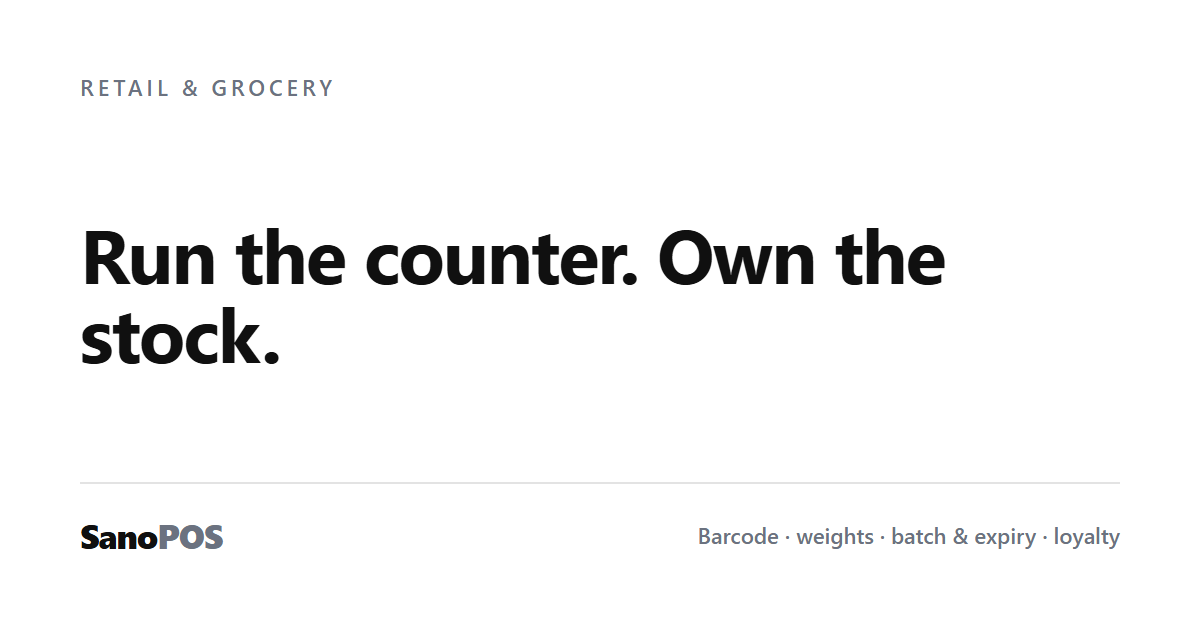 RETAIL & GROCERY
Run the counter. Own the
stock.
SanoPOS
Barcode · weights · batch & expiry · loyalty